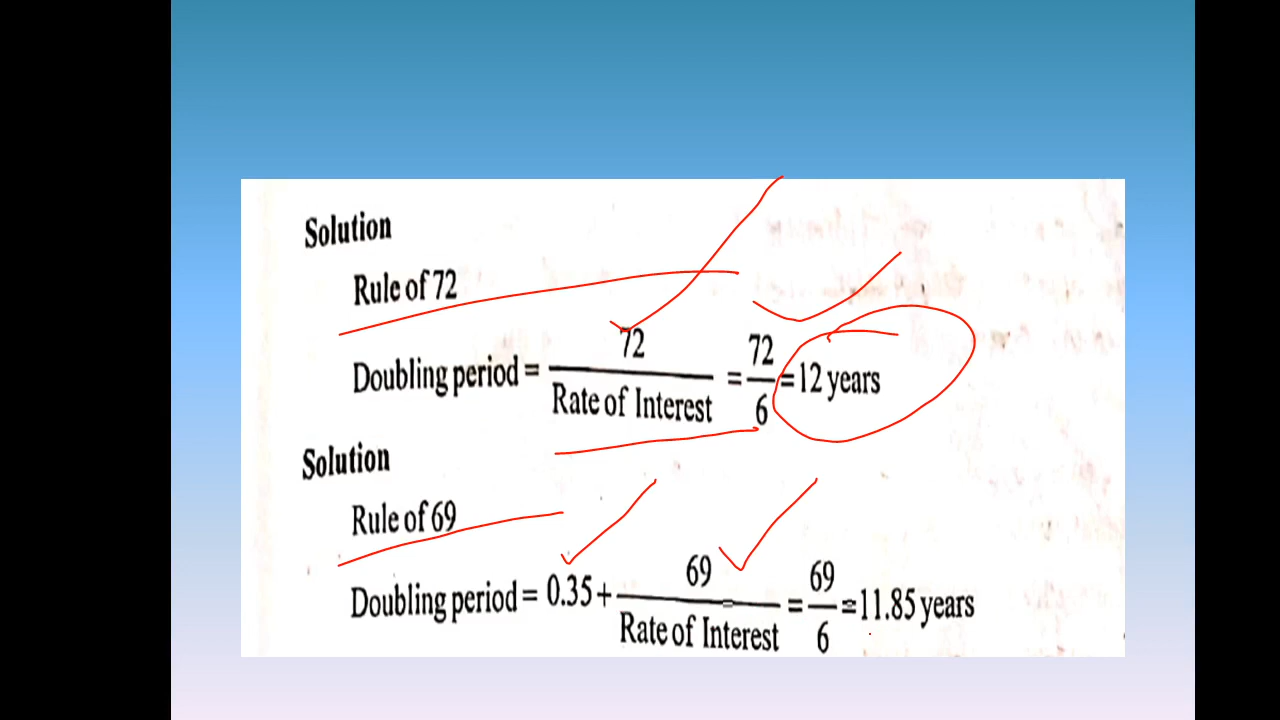 Solution
Rule of 72
Doubling period = 72 / Rate of Interest = 72 / 6 = 12 years
Solution
Rule of 69
Doubling period = 0.35 + 69 / Rate of Interest = 69 / 6 = 11.85 years